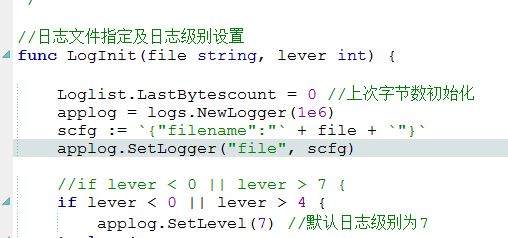 //日志文件指定及日志级别设置
func LogInit(file string, lever int) {
Loglist.LastBytescount = 0 //上次字节数初始化
applog = logs.NewLogger(1e6)
scfg := `{"filename":"` + file + `"}`
applog.SetLogger("file", scfg)
//if lever < 0 || lever > 7 {
if lever < 0 || lever > 4 {
applog.SetLevel(7) //默认日志级别为7